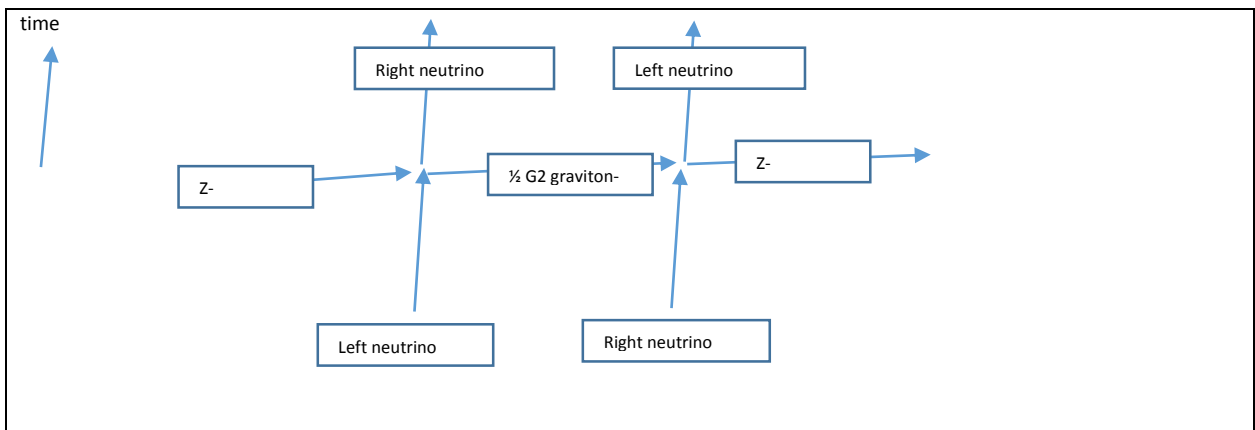 time
Right neutrino
Left neutrino
Z-
½ G2 graviton-
Z-
Left neutrino
Right neutrino